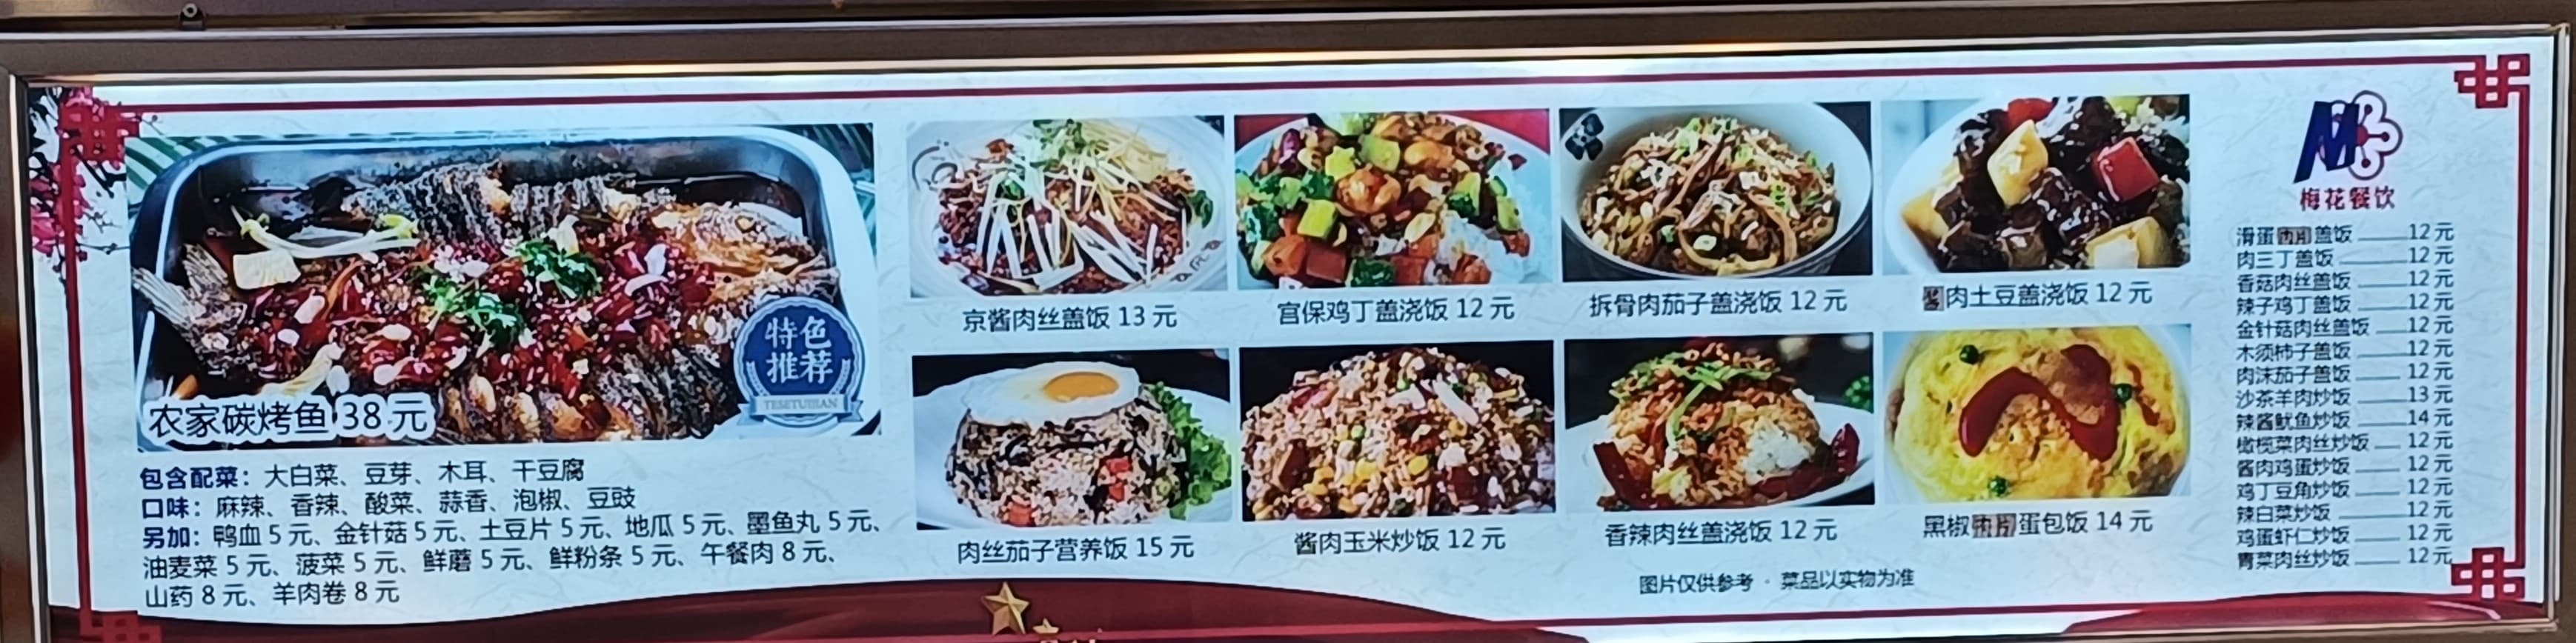 特色
推荐
TESETUIJIAN
农家碳烤鱼 38 元
包含配菜：大白菜、豆芽、木耳、干豆腐
口味：麻辣、香辣、酸菜、蒜香、泡椒、豆豉
另加：鸭血 5 元、金针菇 5 元、土豆片 5 元、地瓜 5 元、墨鱼丸 5 元、
油麦菜 5 元、菠菜 5 元、鲜蘑 5 元、鲜粉条 5 元、午餐肉 8 元、
山药 8 元、羊肉卷 8 元
京酱肉丝盖饭 13 元
宫保鸡丁盖浇饭 12 元
拆骨肉茄子盖浇饭 12 元
酱肉土豆盖浇饭 12 元
肉丝茄子营养饭 15 元
酱肉玉米炒饭 12 元
香辣肉丝盖浇饭 12 元
黑椒肉片蛋包饭 14 元
图片仅供参考 · 菜品以实物为准
梅花餐饮
滑蛋肉片盖饭 12 元
肉三丁盖饭 12 元
香菇肉丝盖饭 12 元
辣子鸡丁盖饭 12 元
金针菇肉丝盖饭 12 元
木须柿子盖饭 12 元
肉沫茄子盖饭 12 元
沙茶羊肉炒饭 13 元
辣酱鱿鱼炒饭 14 元
橄榄菜肉丝炒饭 12 元
酱肉鸡蛋炒饭 12 元
鸡丁豆角炒饭 12 元
辣白菜炒饭 12 元
鸡蛋虾仁炒饭 12 元
青菜肉丝炒饭 12 元